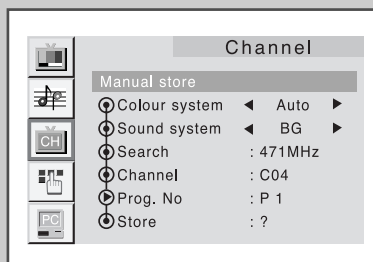 Channel
Manual store
Colour system ◀ Auto ▶
Sound system ◀ BG ▶
CH
Search : 471MHz
Channel : C04
Prog. No : P 1
PC
Store : ?